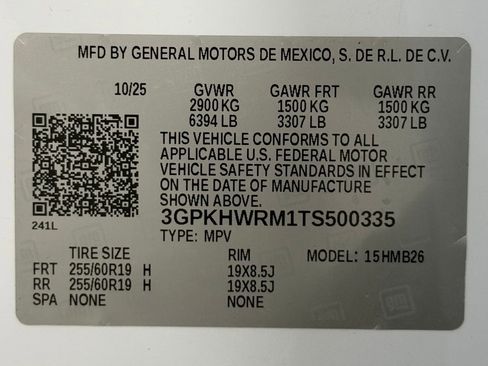 MFD BY GENERAL MOTORS DE MEXICO, S. DE R.L. DE C.V.
10/25 GVWR GAWR FRT GAWR RR
2900 KG 1500 KG 1500 KG
6394 LB 3307 LB 3307 LB
THIS VEHICLE CONFORMS TO ALL
APPLICABLE U.S. FEDERAL MOTOR
VEHICLE SAFETY STANDARDS IN EFFECT
ON THE DATE OF MANUFACTURE
SHOWN ABOVE.
3GPKHWRM1TS500335
241L
TYPE: MPV
TIRE SIZE RIM MODEL: 15HMB26
FRT 255/60R19 H 19X8.5J
RR 255/60R19 H 19X8.5J
SPA NONE NONE